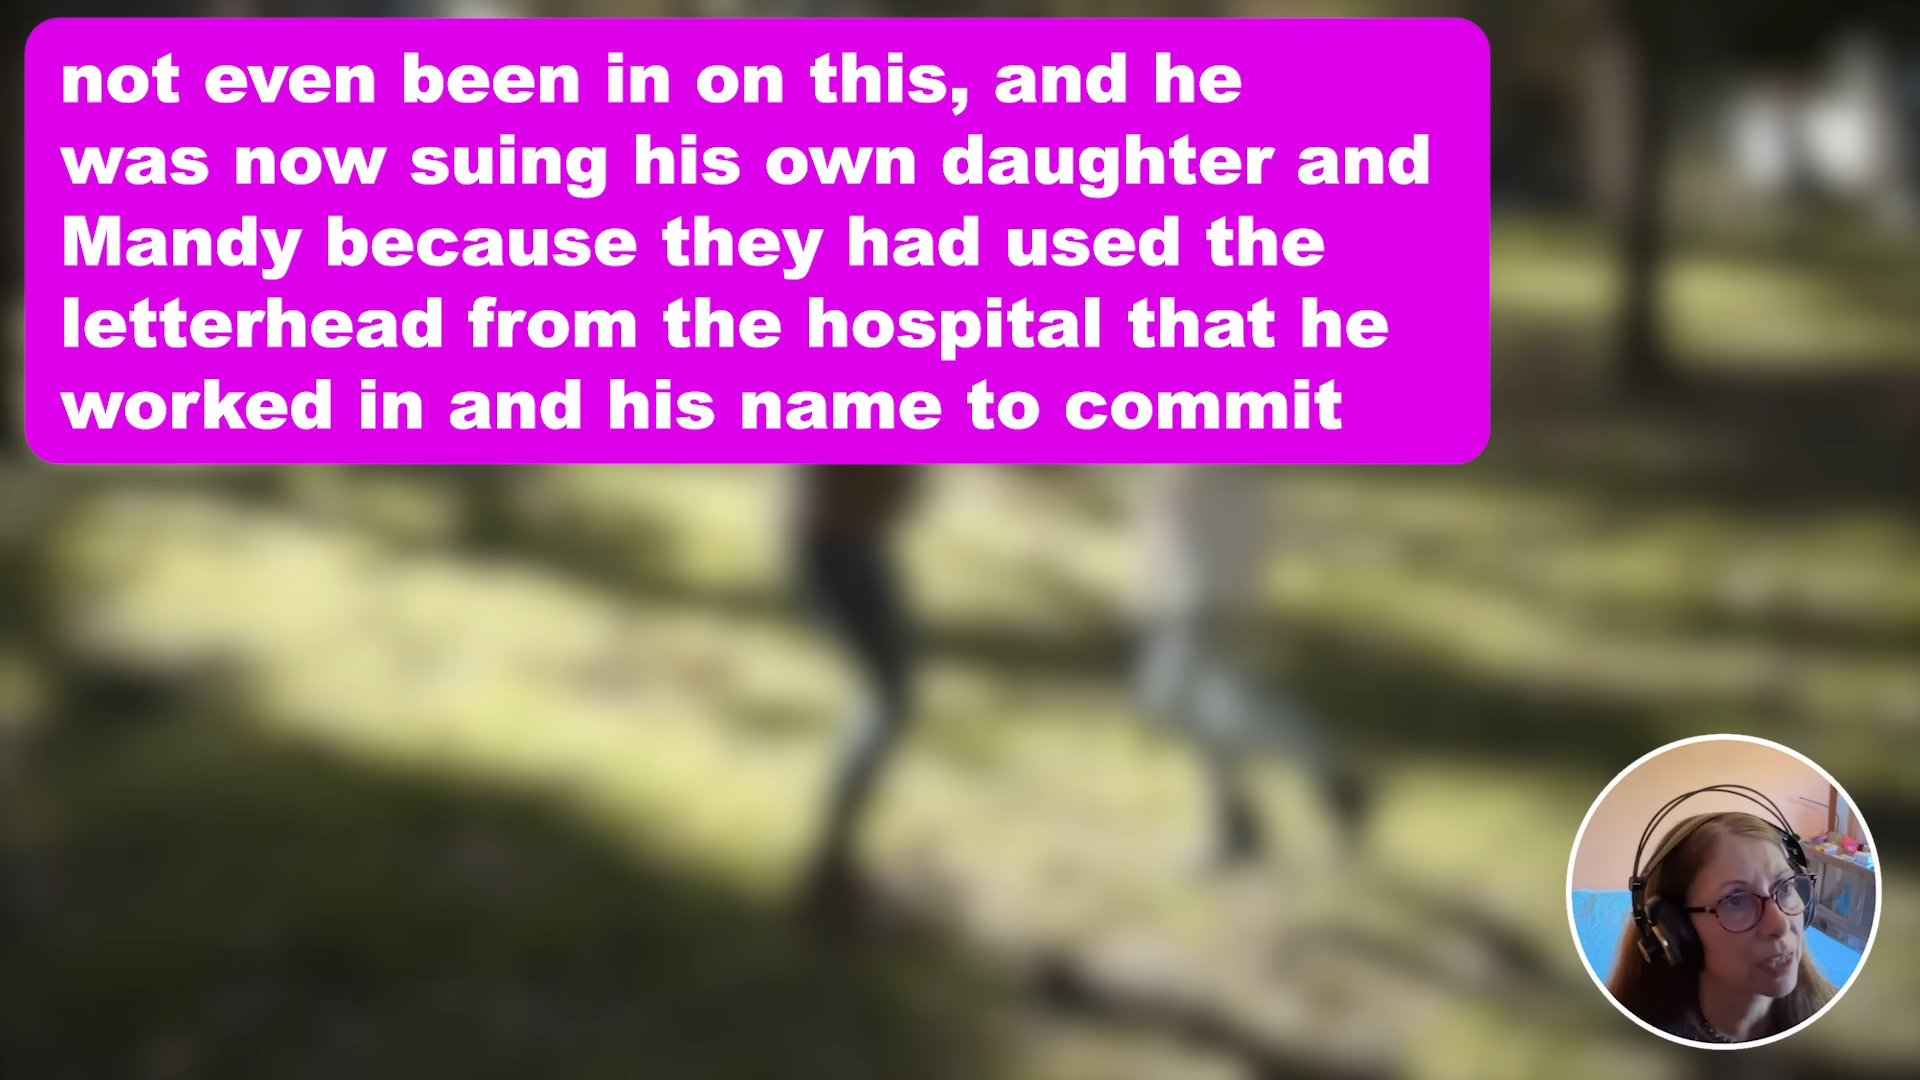 not even been in on this, and he
was now suing his own daughter and
Mandy because they had used the
letterhead from the hospital that he
worked in and his name to commit